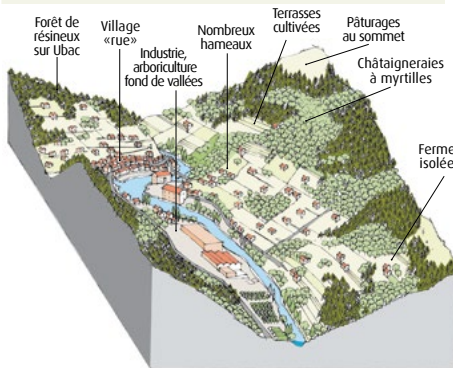 Forêt de
résineux
sur Ubac
Village
«rue»
Industrie,
arboriculture
fond de vallées
Nombreux
hameaux
Terrasses
cultivées
Pâturages
au sommet
Châtaigneraies
à myrtilles
Ferme
isolée